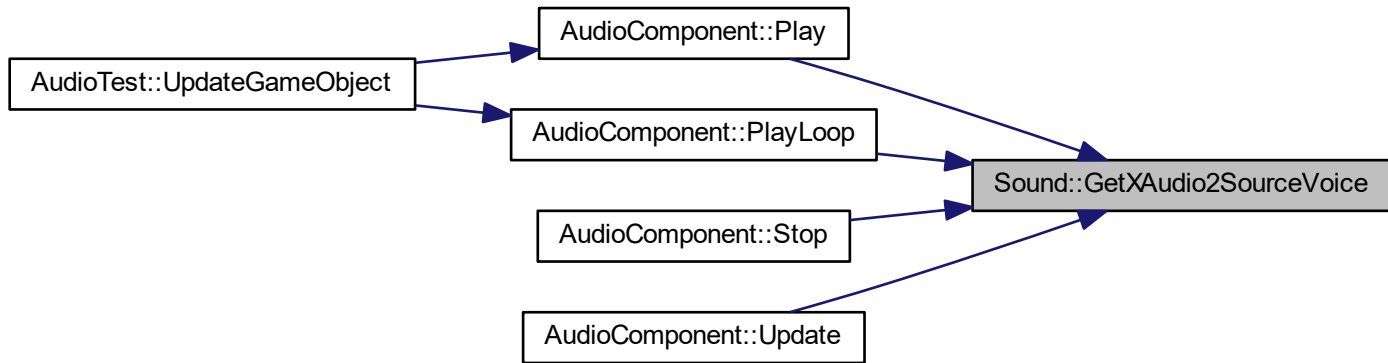 AudioComponent::Play
AudioTest::UpdateGameObject
AudioComponent::PlayLoop
Sound::GetXAudio2SourceVoice
AudioComponent::Stop
AudioComponent::Update